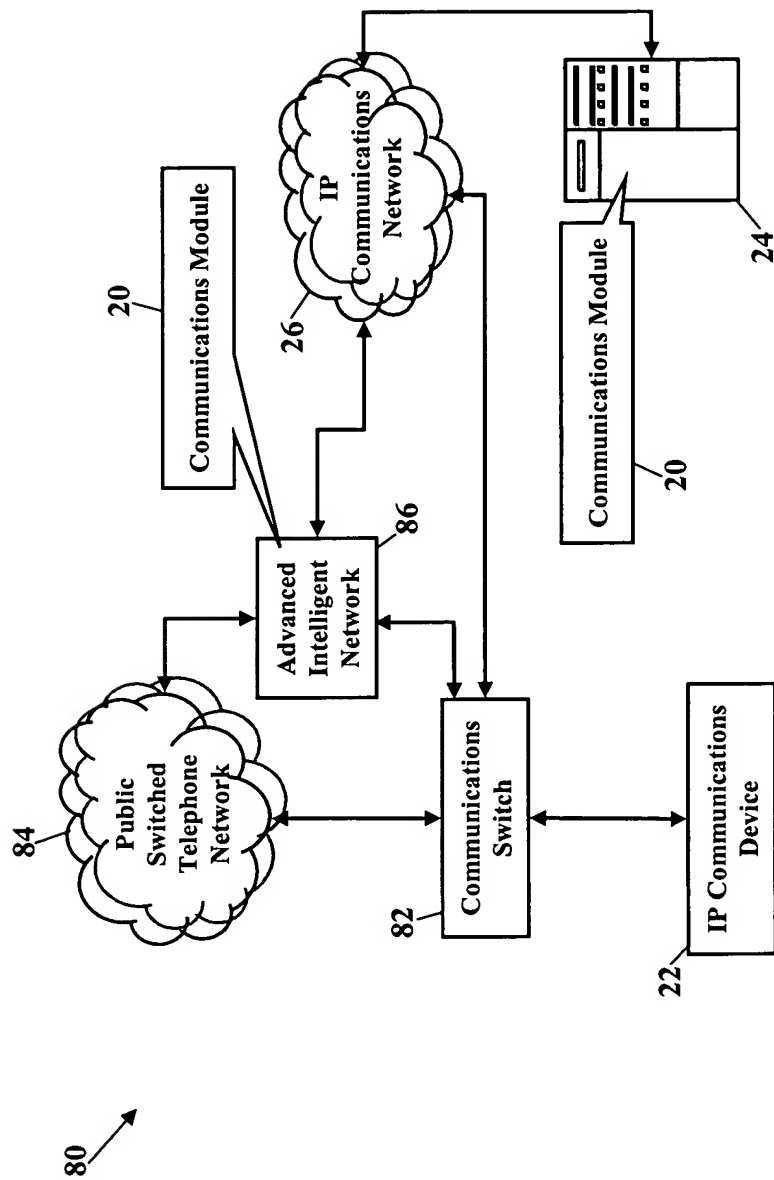 80
84
Public
Switched
Telephone
Network
20
Communications Module
Advanced
Intelligent
Network
86
26
IP
Communications
Network
82
Communications
Switch
22
IP Communications
Device
Communications Module
20
24